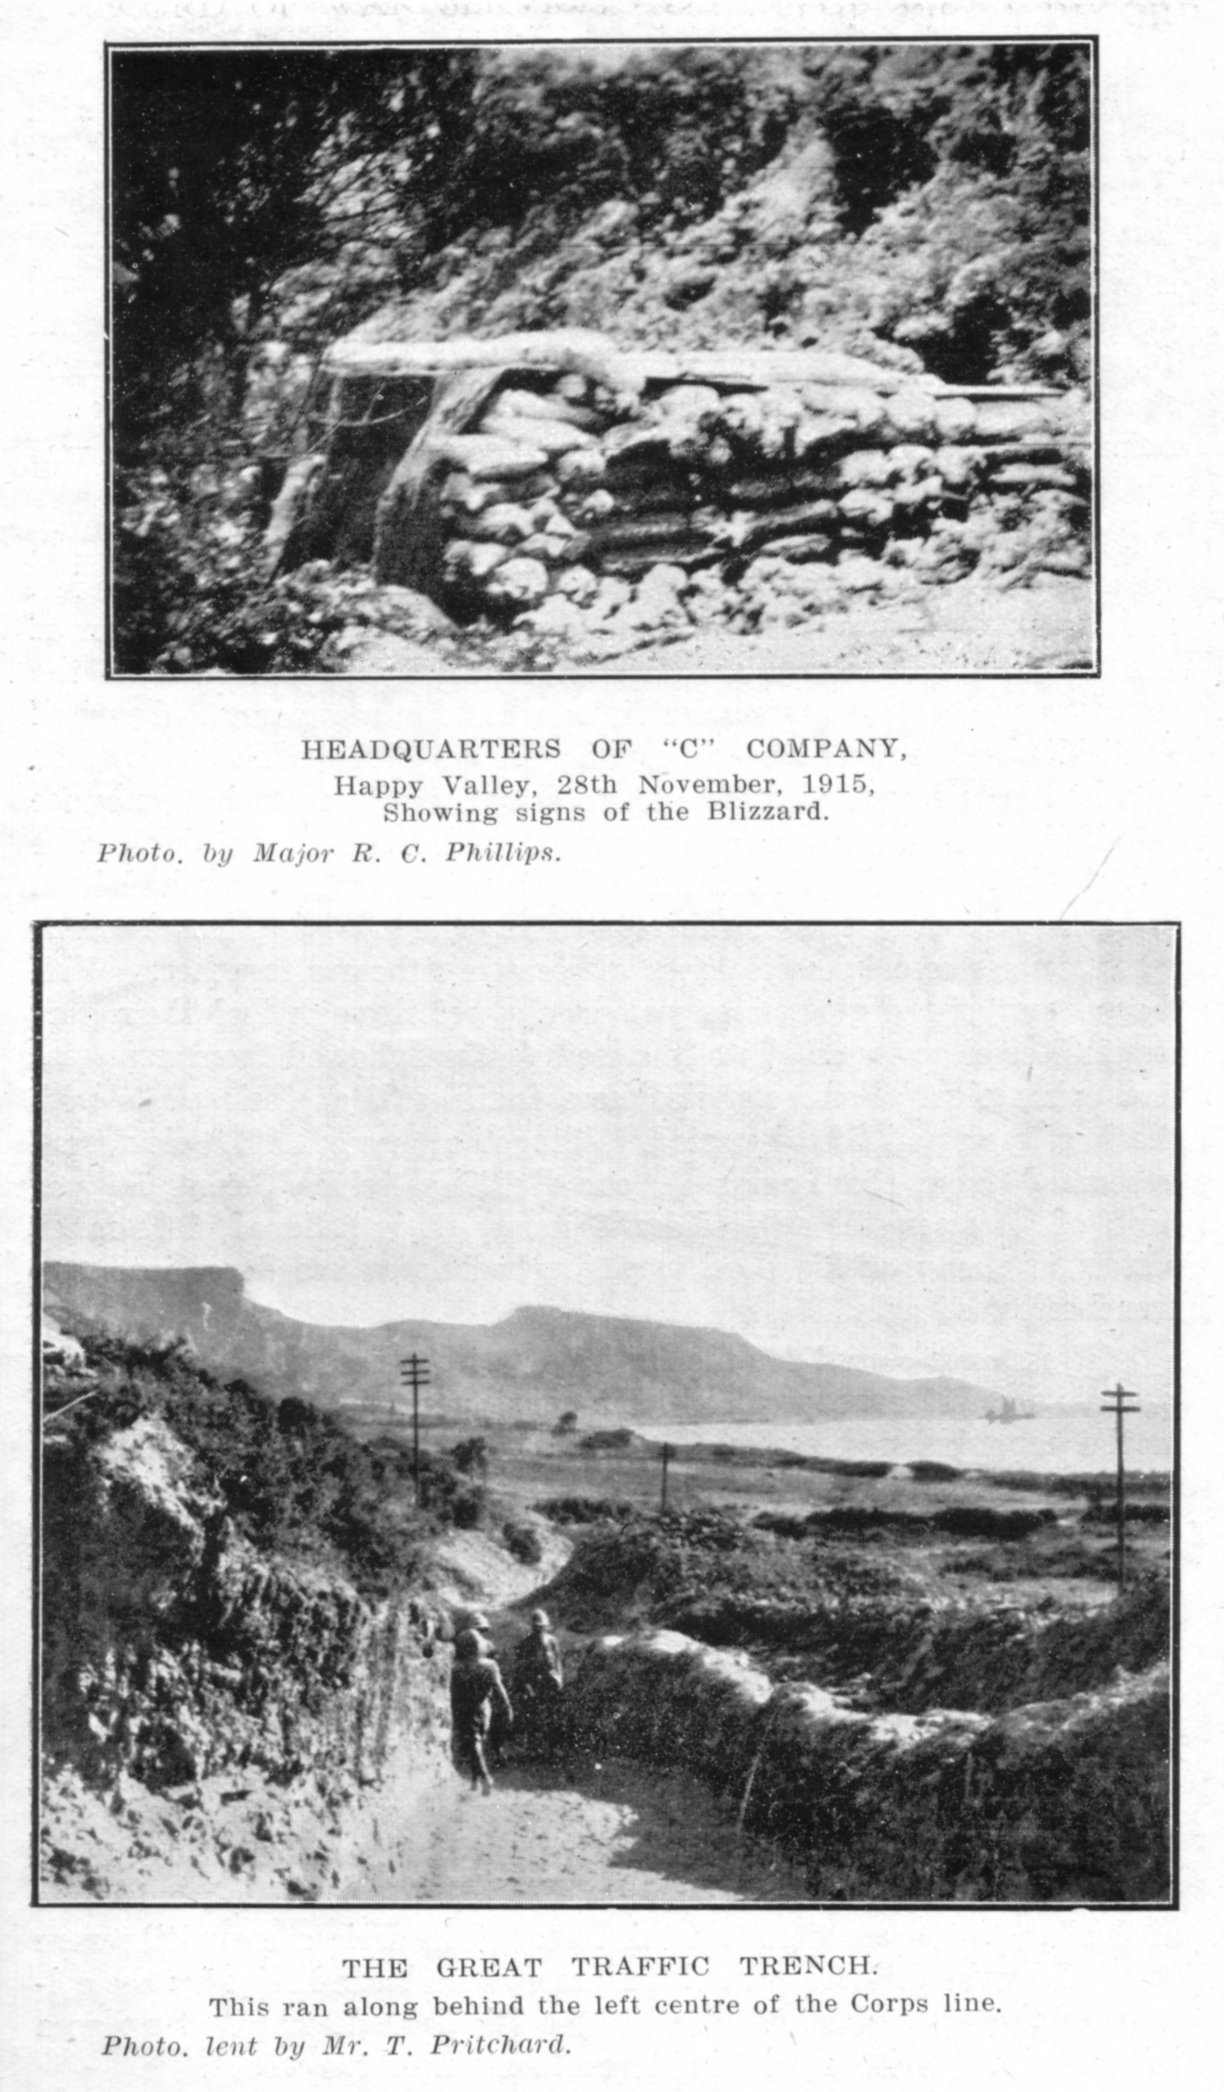 HEADQUARTERS OF “C” COMPANY,
Happy Valley, 28th November, 1915,
Showing signs of the Blizzard.
Photo. by Major R. C. Phillips.
THE GREAT TRAFFIC TRENCH.
This ran along behind the left centre of the Corps line.
Photo. lent by Mr. T. Pritchard.